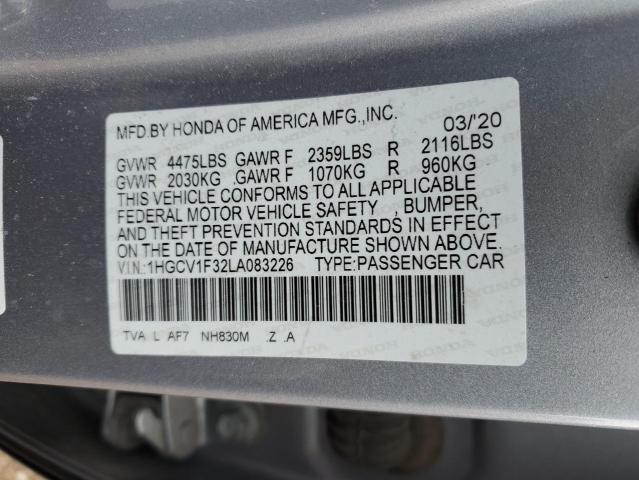 MFD.BY HONDA OF AMERICA MFG.,INC. 03/'20
GVWR 4475LBS GAWR F 2359LBS R 2116LBS
GVWR 2030KG .GAWR F 1070KG R 960KG
THIS VEHICLE CONFORMS TO ALL APPLICABLE
FEDERAL MOTOR VEHICLE SAFETY , BUMPER,
AND THEFT PREVENTION STANDARDS IN EFFECT
ON THE DATE OF MANUFACTURE SHOWN ABOVE.
V.I.N.:1HGCV1F32LA083226 TYPE:PASSENGER CAR
TVA L AF7 NH830M .Z .A